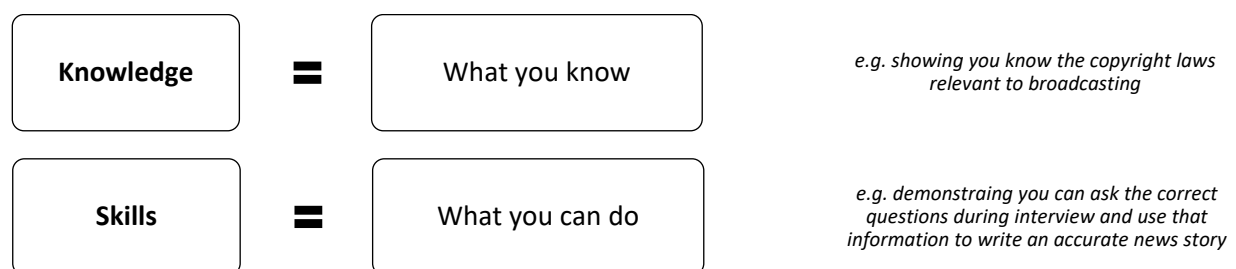 Knowledge = What you know
e.g. showing you know the copyright laws
relevant to broadcasting
Skills = What you can do
e.g. demonstraing you can ask the correct
questions during interview and use that
information to write an accurate news story